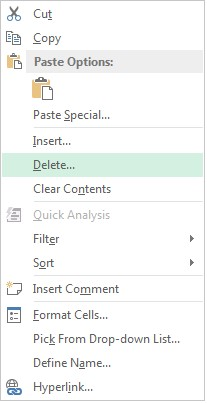 Cut
Copy
Paste Options:
Paste Special...
Insert...
Delete...
Clear Contents
Quick Analysis
Filter
Sort
Insert Comment
Format Cells...
Pick From Drop-down List...
Define Name...
Hyperlink...